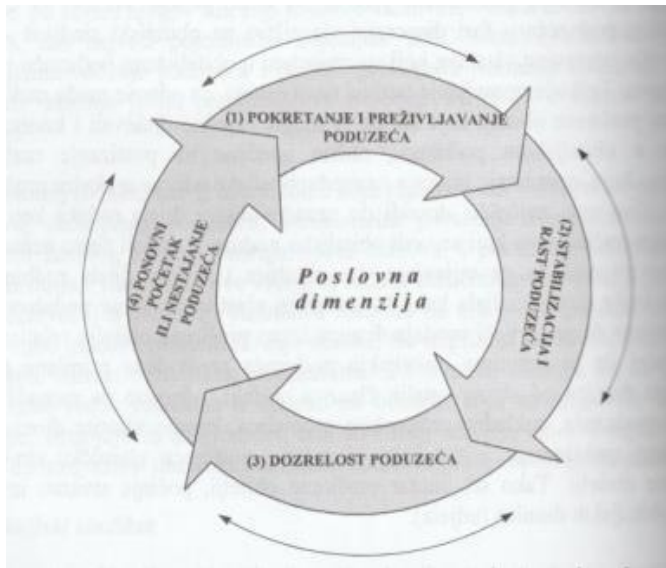 (1) POKRETANJE I PREŽIVLJAVANJE
PODUZEĆA
(2) STABILIZACIJA I
RAST PODUZEĆA
(3) DOZRELOST PODUZEĆA
(4) PONOVNI
POČETAK
ILI NESTAJANJE
PODUZEĆA
Poslovna
dimenzija